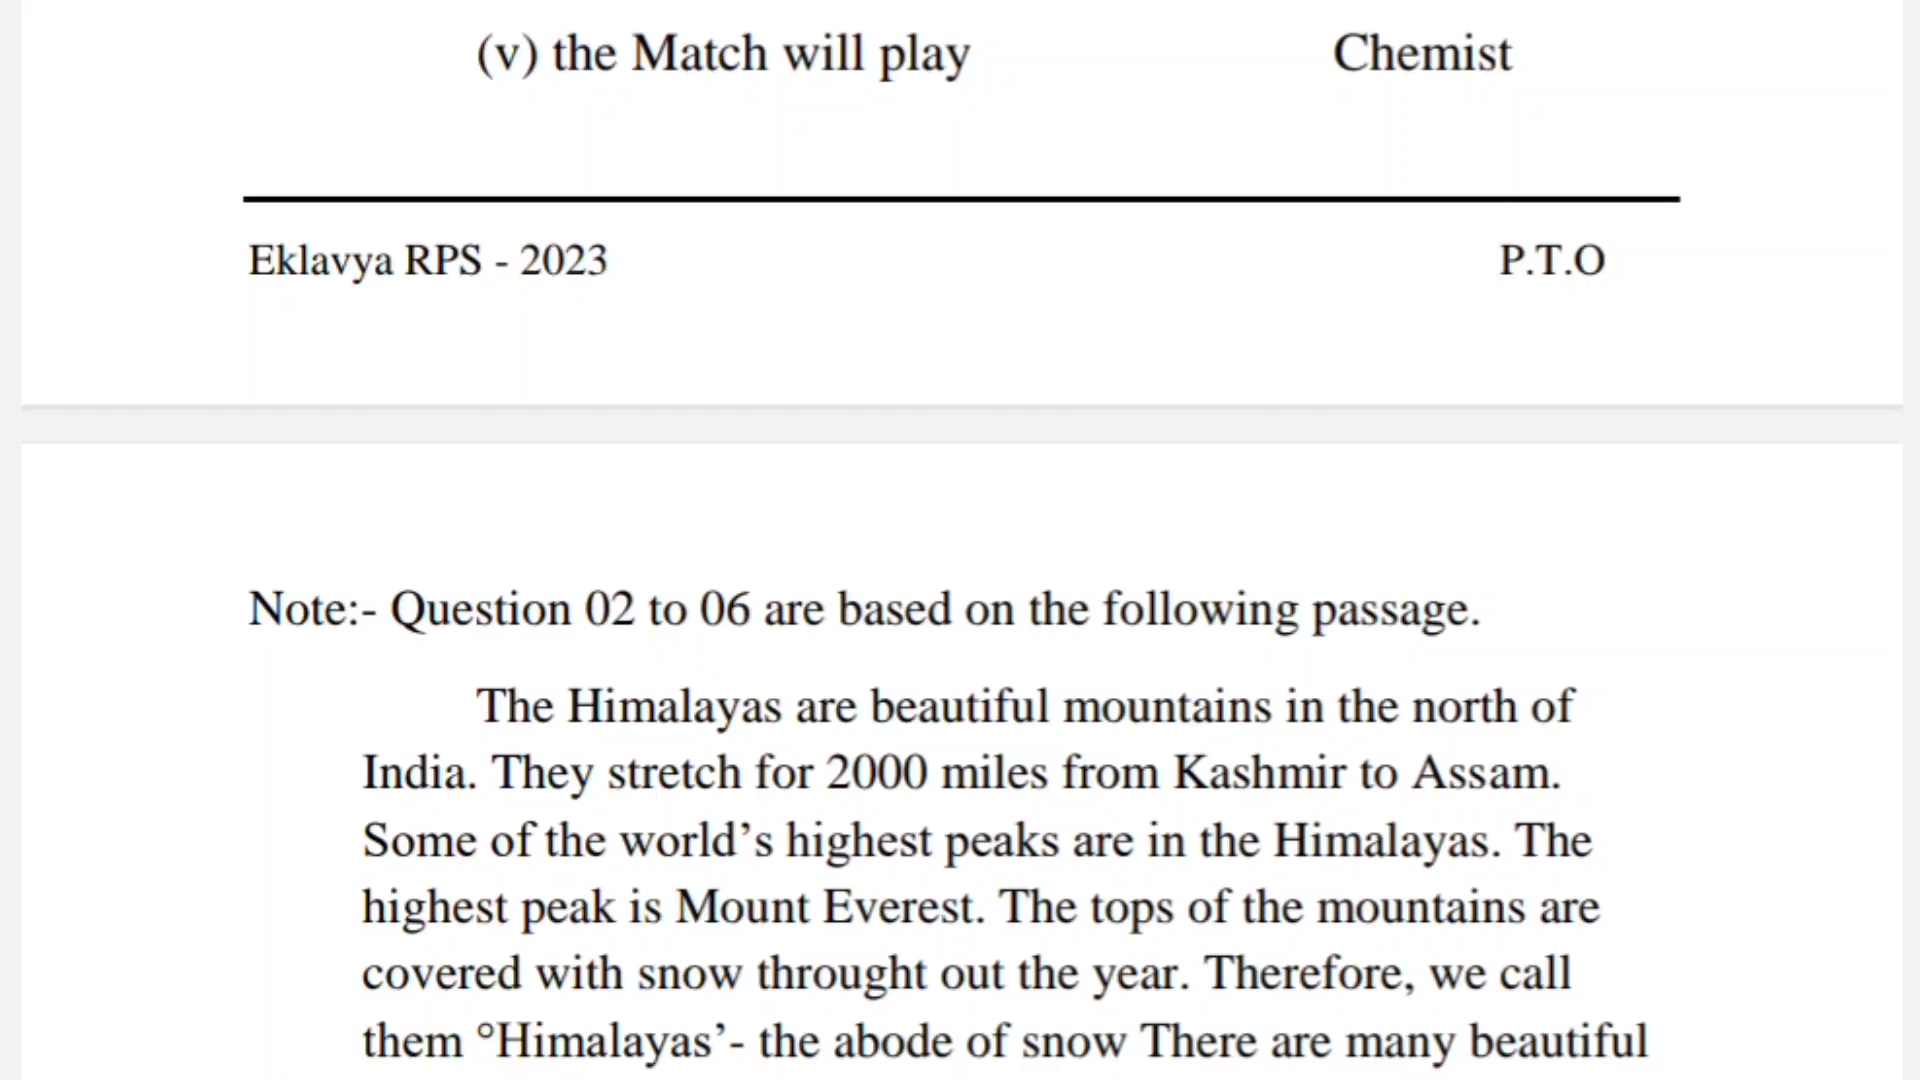 (v) the Match will play Chemist
Eklavya RPS - 2023 P.T.O
Note:- Question 02 to 06 are based on the following passage.
The Himalayas are beautiful mountains in the north of
India. They stretch for 2000 miles from Kashmir to Assam.
Some of the world’s highest peaks are in the Himalayas. The
highest peak is Mount Everest. The tops of the mountains are
covered with snow throught out the year. Therefore, we call
them °Himalayas’- the abode of snow There are many beautiful